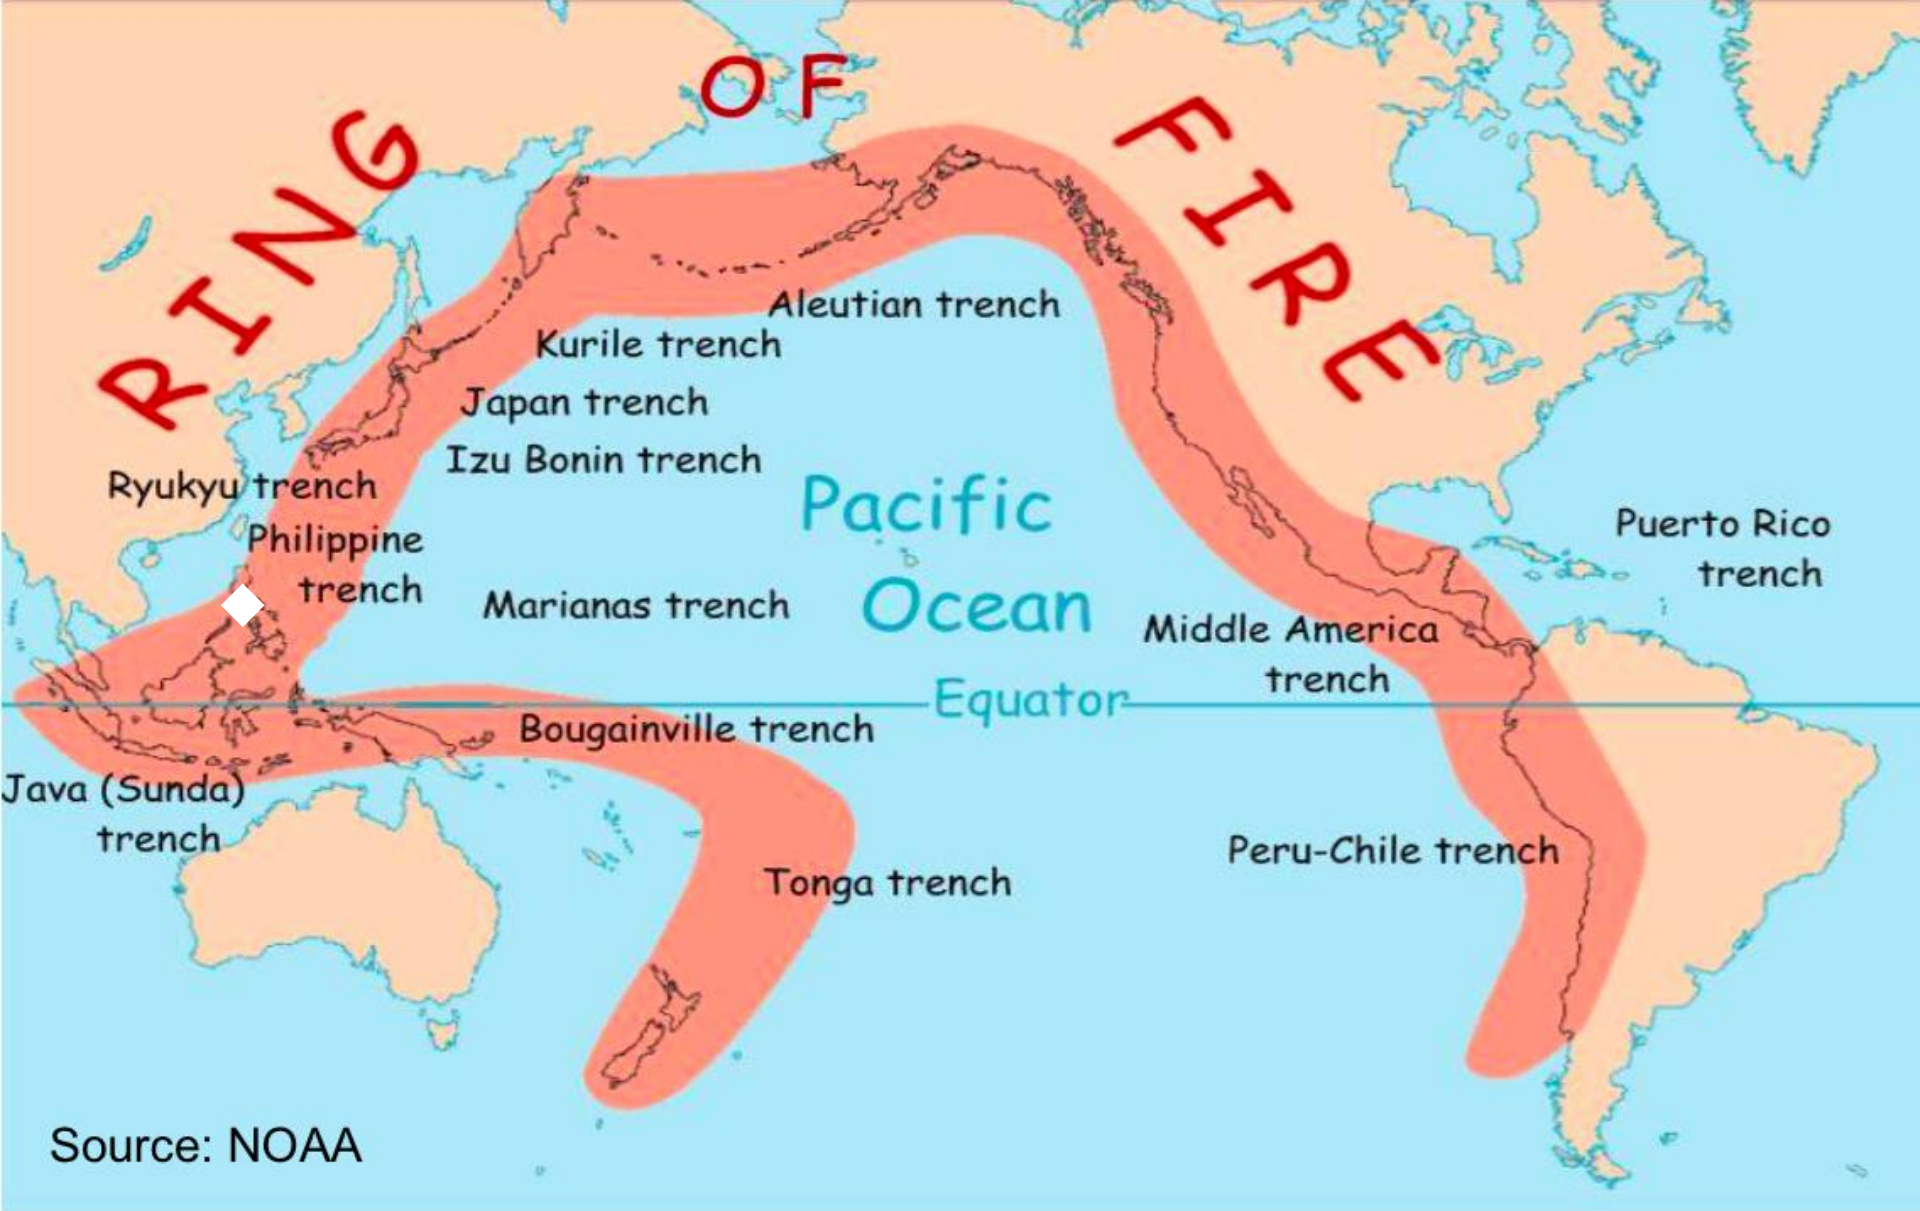 RING OF FIRE
Aleutian trench
Kurile trench
Japan trench
Izu Bonin trench
Ryukyu trench
Philippine
trench
Marianas trench
Pacific
Ocean
Puerto Rico
trench
Middle America
trench
Equator
Bougainville trench
Java (Sunda)
trench
Peru-Chile trench
Tonga trench
Source: NOAA